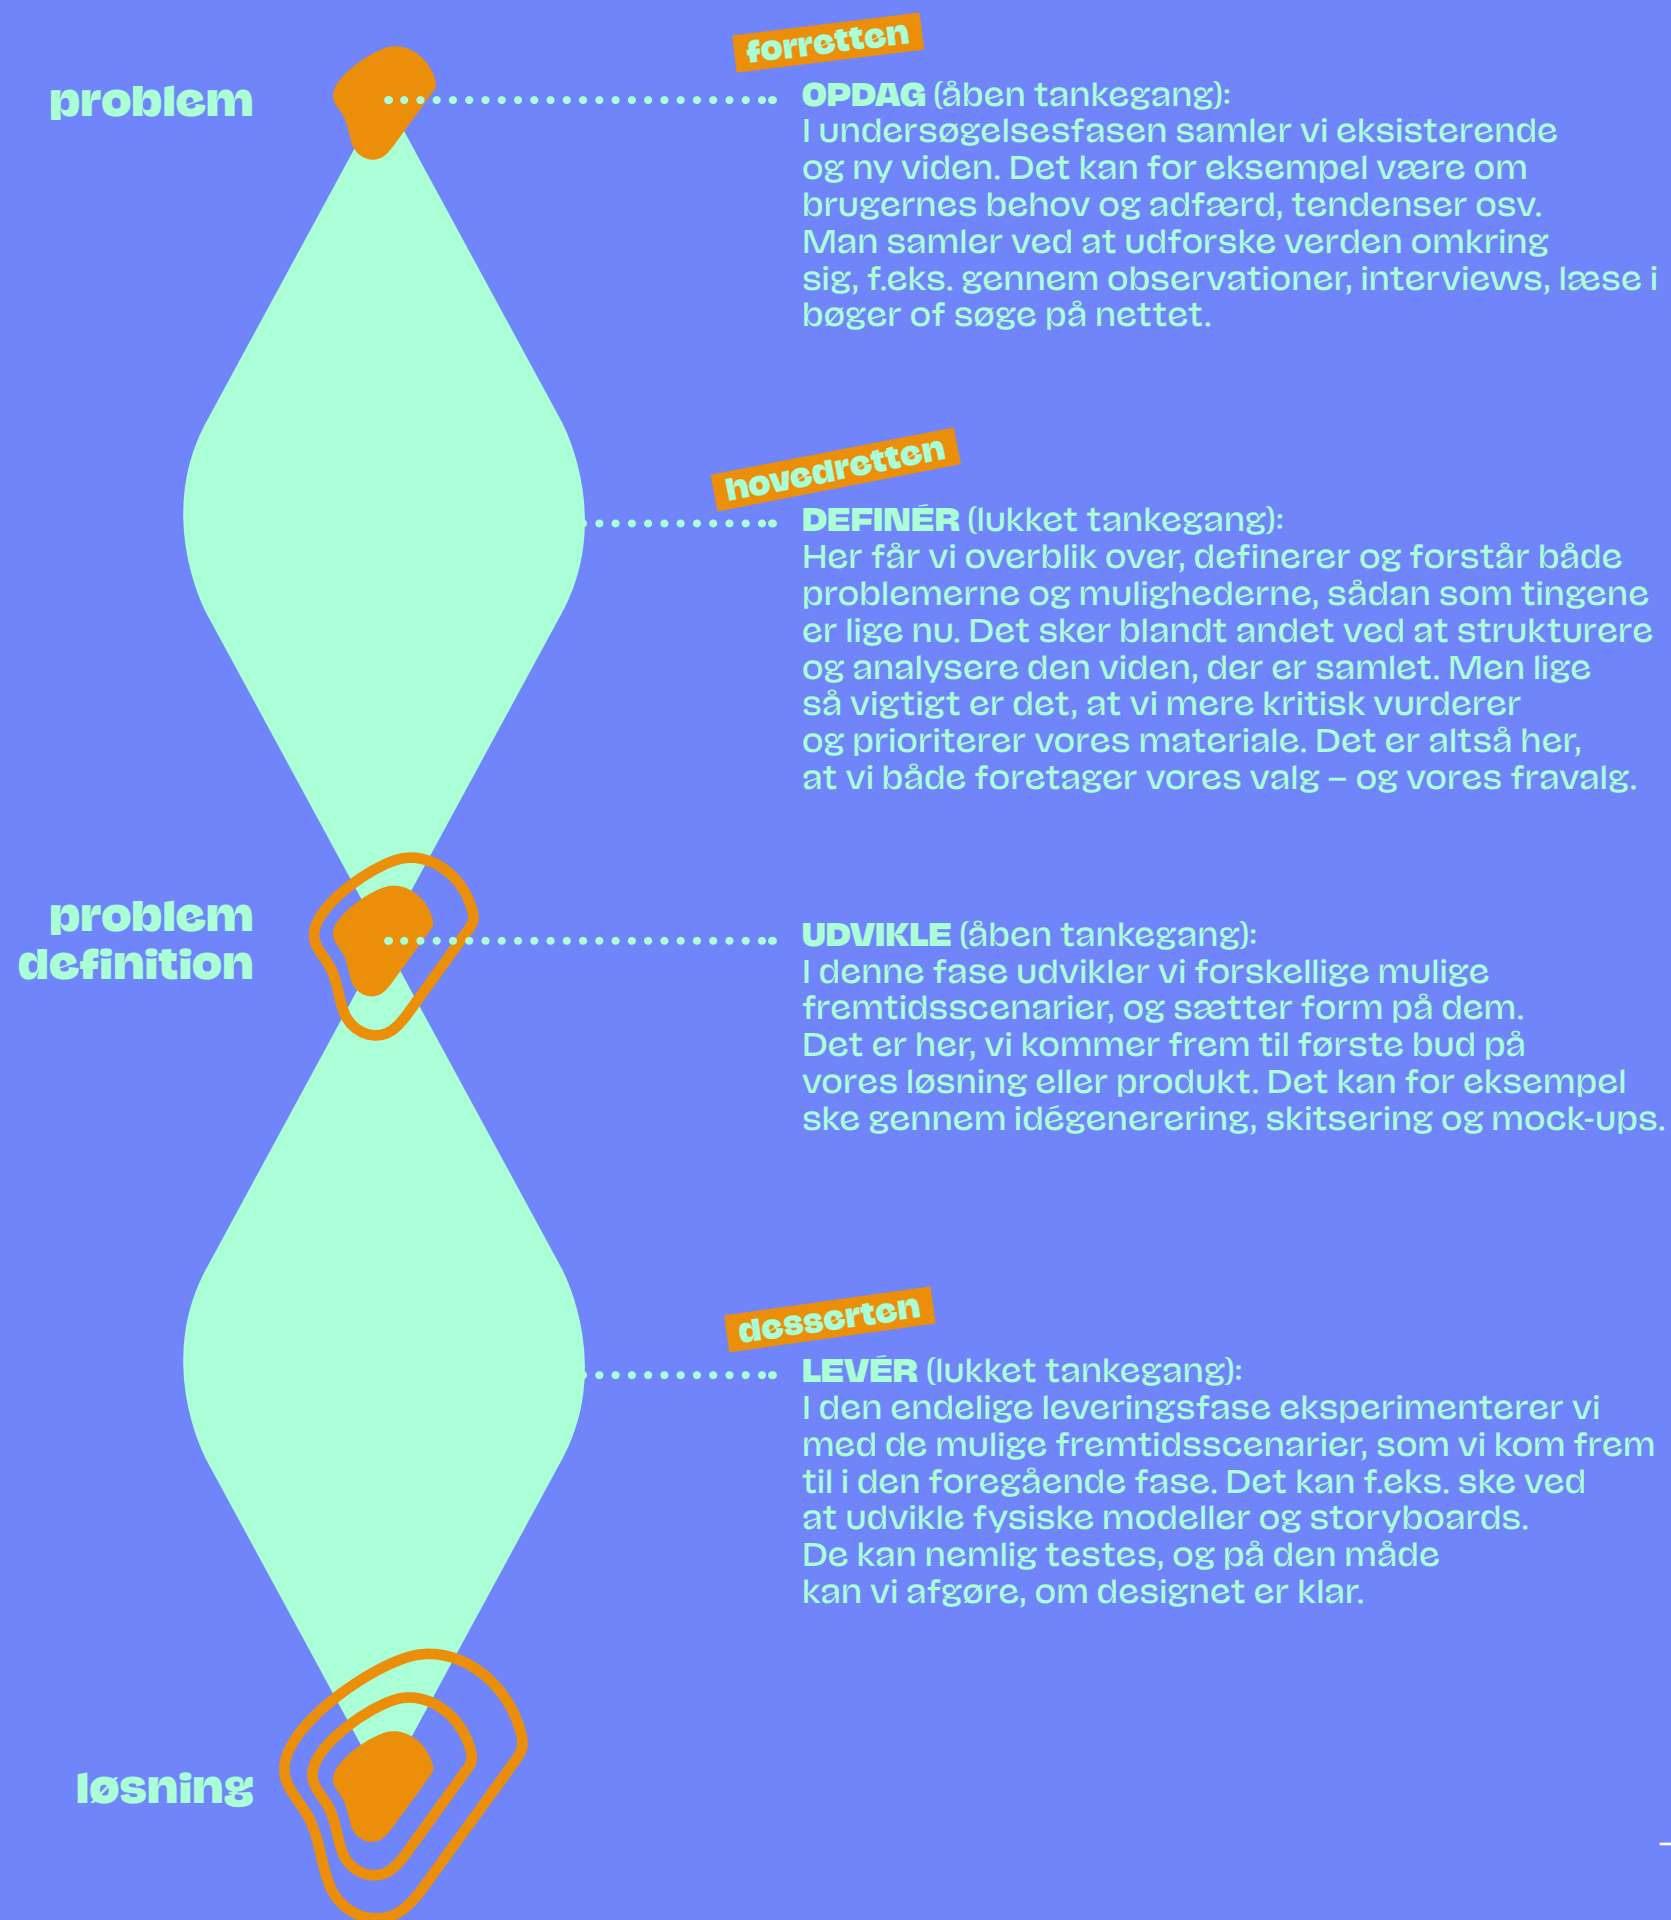 forretten
problem
OPDAG (åben tankegang):
I undersøgelsesfasen samler vi eksisterende
og ny viden. Det kan for eksempel være om
brugernes behov og adfærd, tendenser osv.
Man samler ved at udforske verden omkring
sig, f.eks. gennem observationer, interviews, læse i
bøger of søge på nettet.
hovedretten
DEFINÉR (lukket tankegang):
Her får vi overblik over, definerer og forstår både
problemerne og mulighederne, sådan som tingene
er lige nu. Det sker blandt andet ved at strukturere
og analysere den viden, der er samlet. Men lige
så vigtigt er det, at vi mere kritisk vurderer
og prioriterer vores materiale. Det er altså her,
at vi både foretager vores valg – og vores fravalg.
problem
definition
UDVIKLE (åben tankegang):
I denne fase udvikler vi forskellige mulige
fremtidsscenarier, og sætter form på dem.
Det er her, vi kommer frem til første bud på
vores løsning eller produkt. Det kan for eksempel
ske gennem idégenerering, skitsering og mock-ups.
desserten
LEVÉR (lukket tankegang):
I den endelige leveringsfase eksperimenterer vi
med de mulige fremtidsscenarier, som vi kom frem
til i den foregående fase. Det kan f.eks. ske ved
at udvikle fysiske modeller og storyboards.
De kan nemlig testes, og på den måde
kan vi afgøre, om designet er klar.
løsning